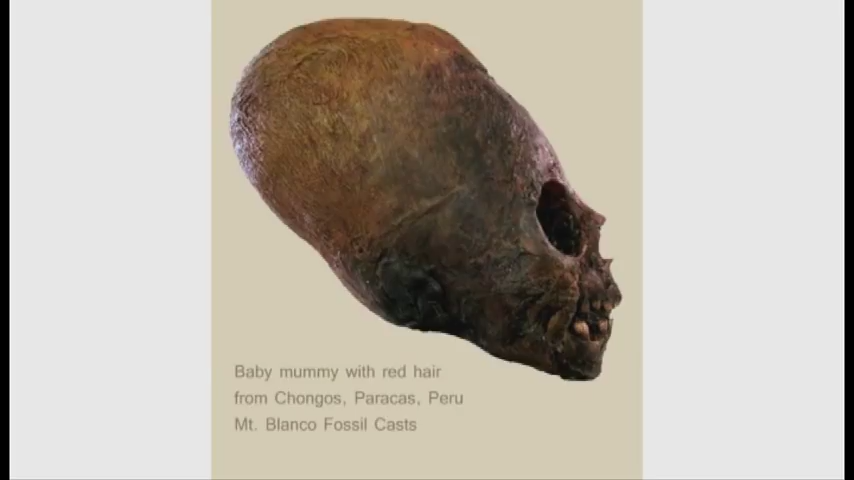 Baby mummy with red hair
from Chongos, Paracas, Peru
Mt. Blanco Fossil Casts